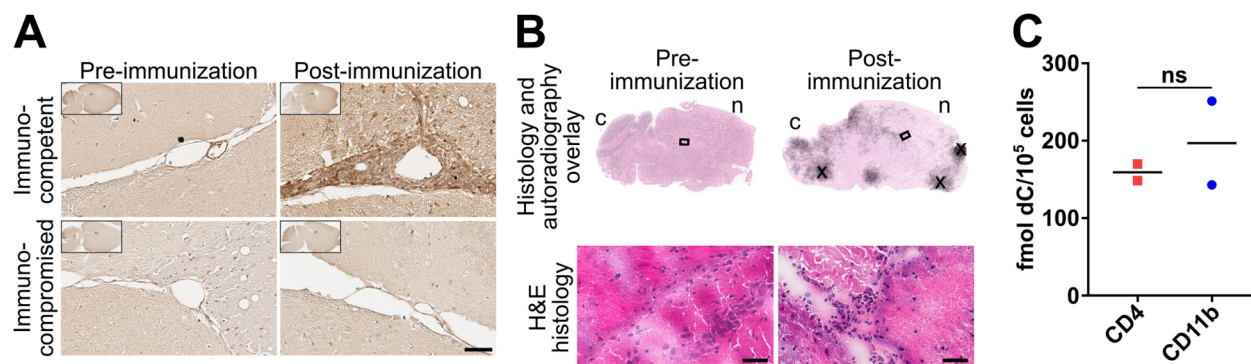 A
Pre-immunization
Post-immunization
Immuno-
competent
Immuno-
compromised
B
Pre-
immunization
Post-
immunization
Histology and
autoradiography
overlay
c
n
c
n
x
x
x
H&E
histology
C
fmol dC/10⁵ cells
300
200
100
0
ns
CD4
CD11b